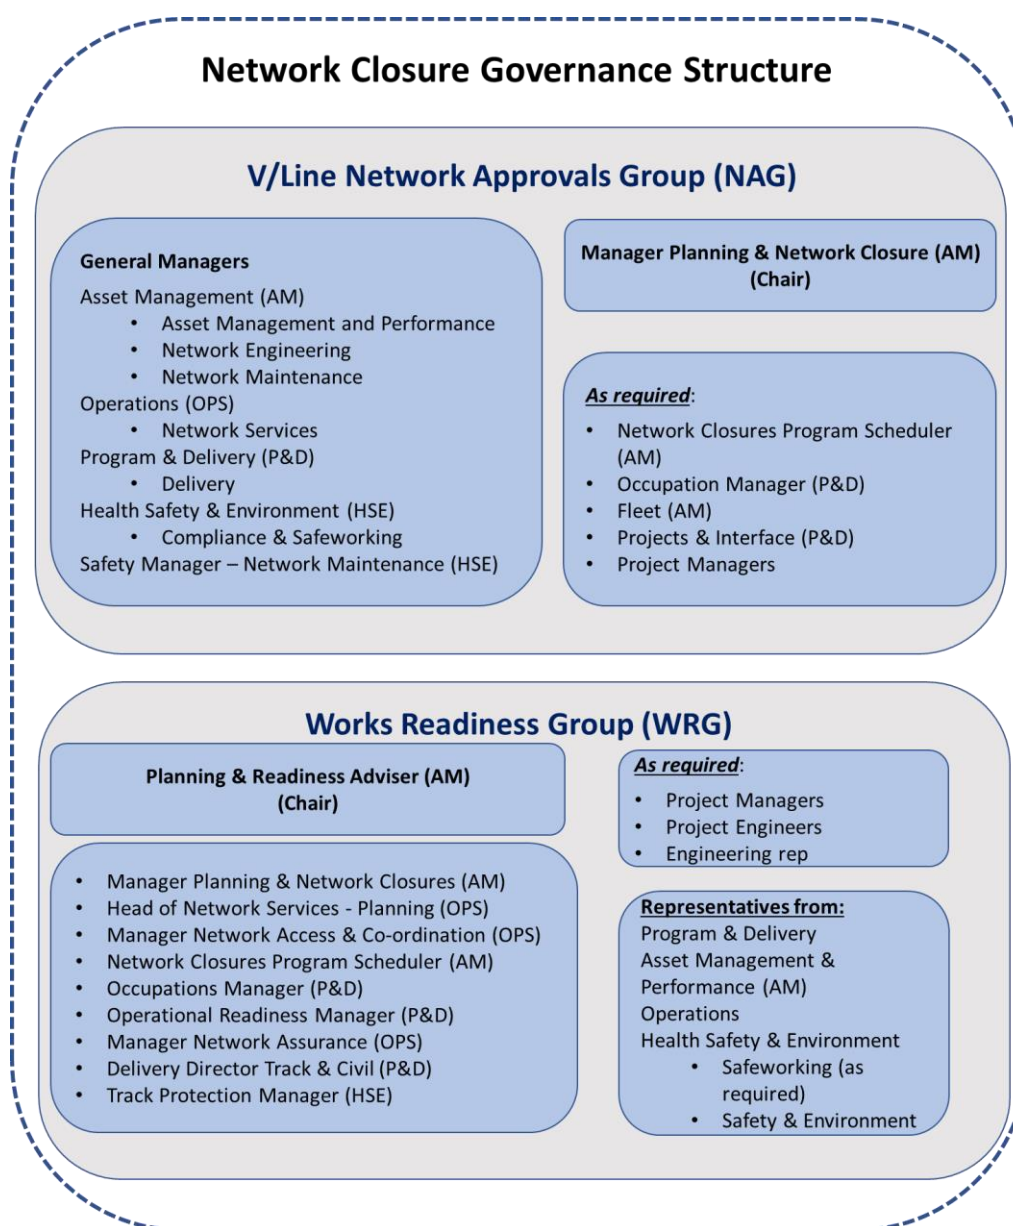 Network Closure Governance Structure
V/Line Network Approvals Group (NAG)
General Managers
Asset Management (AM)
• Asset Management and Performance
• Network Engineering
• Network Maintenance
Operations (OPS)
• Network Services
Program & Delivery (P&D)
• Delivery
Health Safety & Environment (HSE)
• Compliance & Safeworking
Safety Manager – Network Maintenance (HSE)
Manager Planning & Network Closure (AM)
(Chair)
As required:
• Network Closures Program Scheduler
(AM)
• Occupation Manager (P&D)
• Fleet (AM)
• Projects & Interface (P&D)
• Project Managers
Works Readiness Group (WRG)
Planning & Readiness Adviser (AM)
(Chair)
• Manager Planning & Network Closures (AM)
• Head of Network Services - Planning (OPS)
• Manager Network Access & Co-ordination (OPS)
• Network Closures Program Scheduler (AM)
• Occupations Manager (P&D)
• Operational Readiness Manager (P&D)
• Manager Network Assurance (OPS)
• Delivery Director Track & Civil (P&D)
• Track Protection Manager (HSE)
As required:
• Project Managers
• Project Engineers
• Engineering rep
Representatives from:
Program & Delivery
Asset Management &
Performance (AM)
Operations
Health Safety & Environment
• Safeworking (as
required)
• Safety & Environment